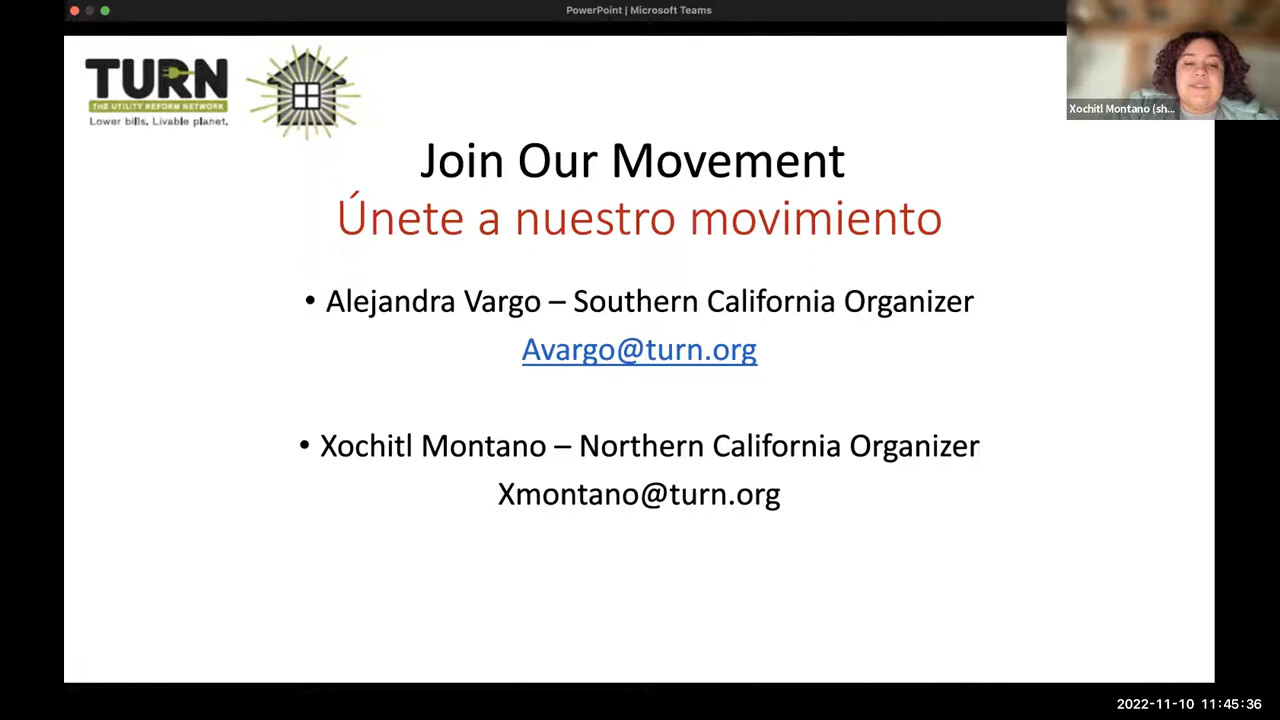 PowerPoint | Microsoft Teams
TURN
THE UTILITY REFORM NETWORK
Lower bills. Livable planet.
Xochitl Montano (sh...
Join Our Movement
Únete a nuestro movimiento
• Alejandra Vargo – Southern California Organizer
Avargo@turn.org
• Xochitl Montano – Northern California Organizer
Xmontano@turn.org
2022-11-10 11:45:36